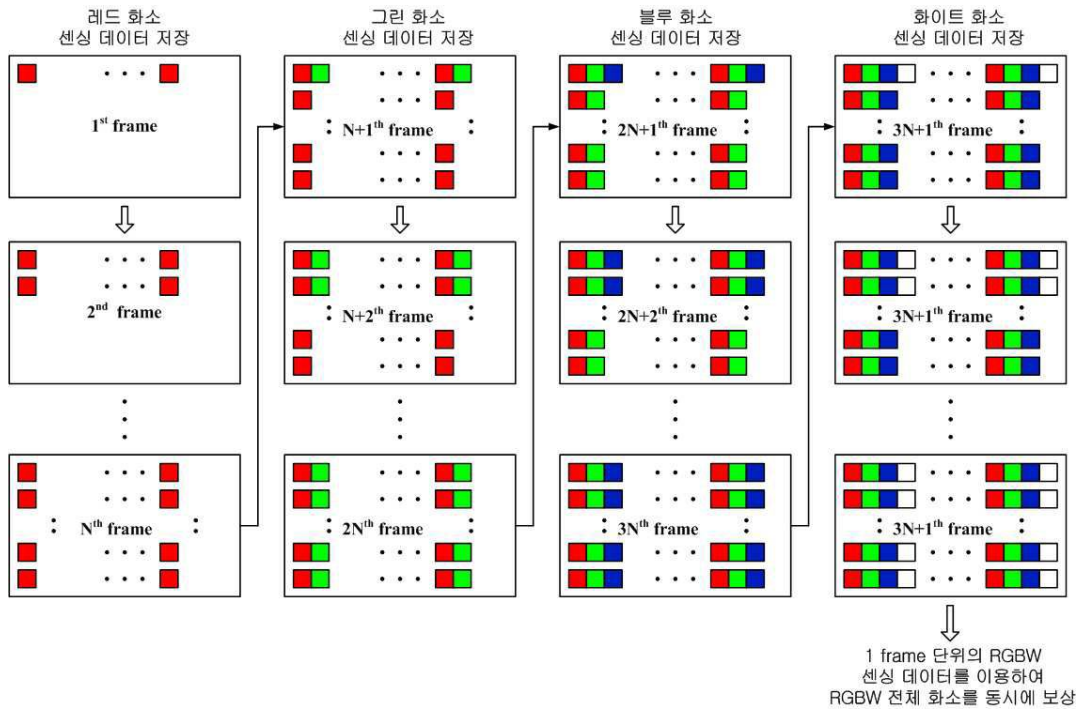 레드 화소
센싱 데이터 저장
1st frame
2nd frame
Nth frame
그린 화소
센싱 데이터 저장
N+1th frame
N+2th frame
2Nth frame
블루 화소
센싱 데이터 저장
2N+1th frame
2N+2th frame
3Nth frame
화이트 화소
센싱 데이터 저장
3N+1th frame
3N+1th frame
3N+1th frame
1 frame 단위의 RGBW
센싱 데이터를 이용하여
RGBW 전체 화소를 동시에 보상